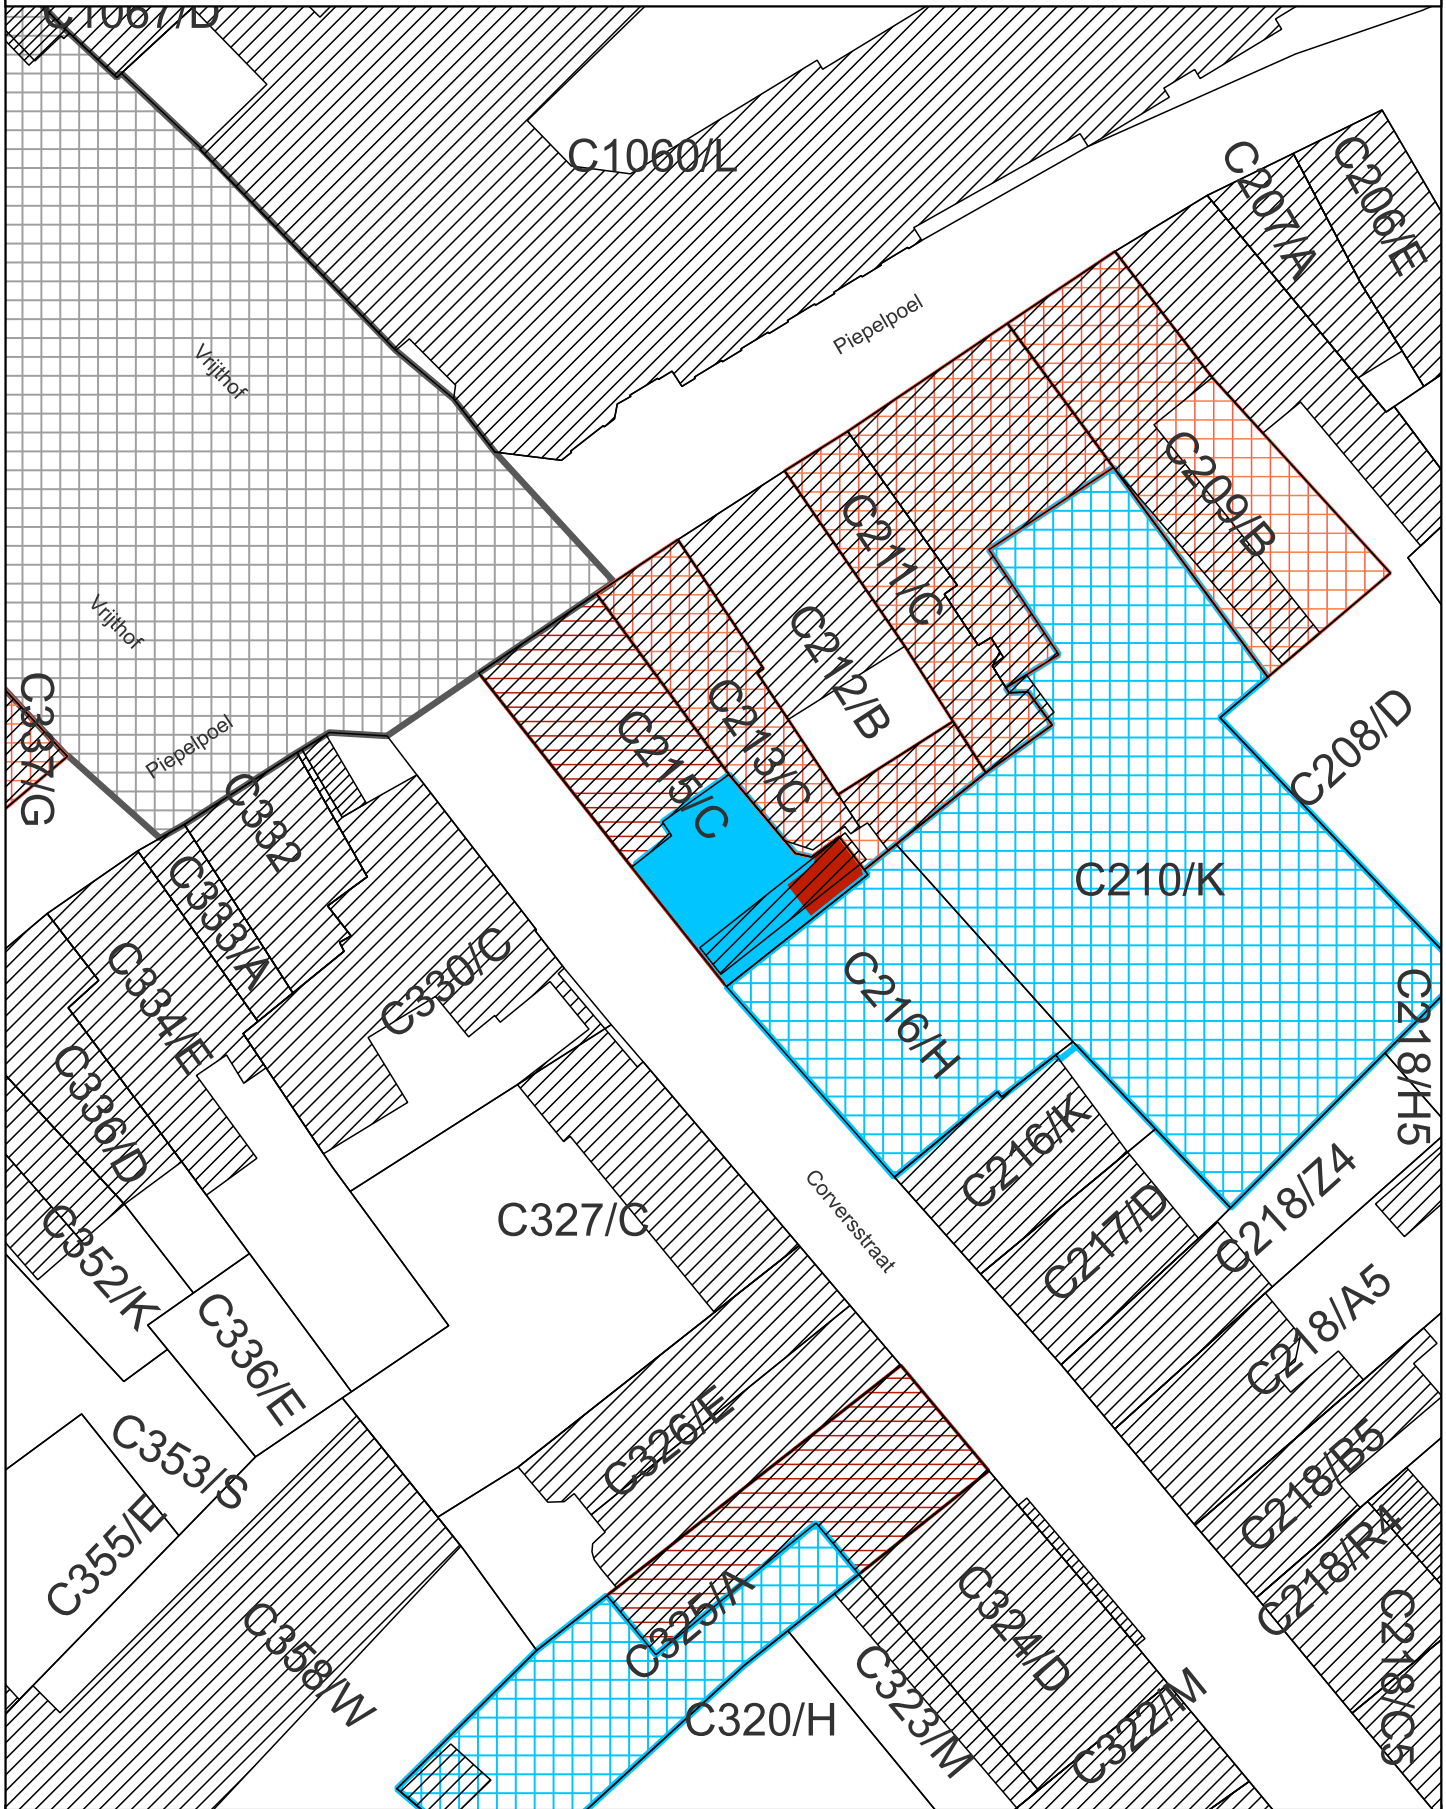 C1067/D
C1060/L
C207/A
C206/E
Piepelpoel
Vrijthof
C209/B
C211/C
Vrijthof
C212/B
C337/G
C213/C
C215/C
C208/D
Piepelpoel
C332
C333/A
C210/K
C334/E
C330/C
C216/H
C218/H5
C336/D
C216/K
C327/C
Corversstraat
C217/D
C218/Z4
C352/K
C336/E
C218/A5
C326/E
C353/S
C355/E
C218/B5
C218/R4
C325/A
C324/D
C358/W
C320/H
C323/M
C322/M
C218/C5